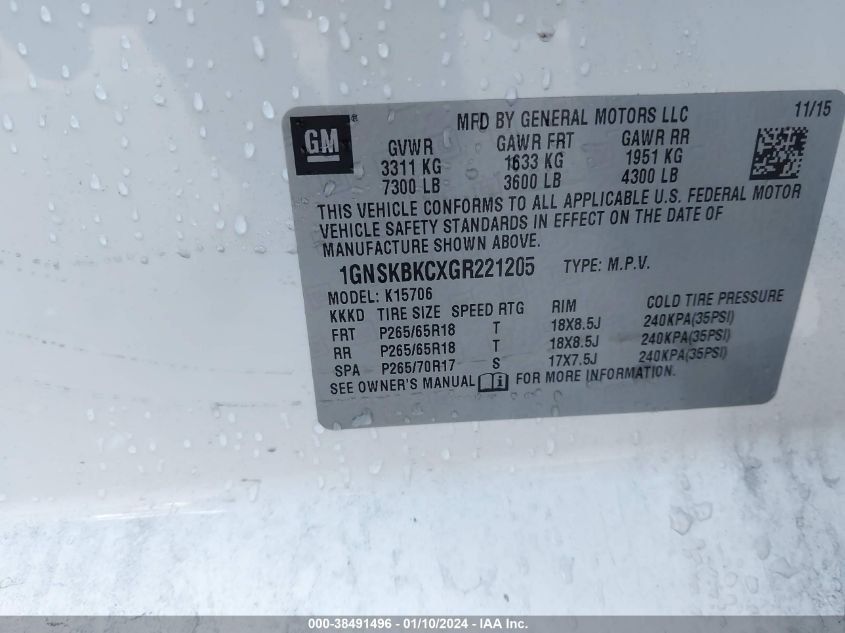 MFD BY GENERAL MOTORS LLC 11/15
GM ®
GVWR GAWR FRT GAWR RR
3311 KG 1633 KG 1951 KG
7300 LB 3600 LB 4300 LB
THIS VEHICLE CONFORMS TO ALL APPLICABLE U.S. FEDERAL MOTOR
VEHICLE SAFETY STANDARDS IN EFFECT ON THE DATE OF
MANUFACTURE SHOWN ABOVE.
1GNSKBKCXGR221205 TYPE: M.P.V.
MODEL: K15706
KKKD TIRE SIZE SPEED RTG RIM COLD TIRE PRESSURE
FRT P265/65R18 T 18X8.5J 240KPA(35PSI)
RR P265/65R18 T 18X8.5J 240KPA(35PSI)
SPA P265/70R17 S 17X7.5J 240KPA(35PSI)
SEE OWNER'S MANUAL i FOR MORE INFORMATION.
000-38491496 - 01/10/2024 - IAA Inc.